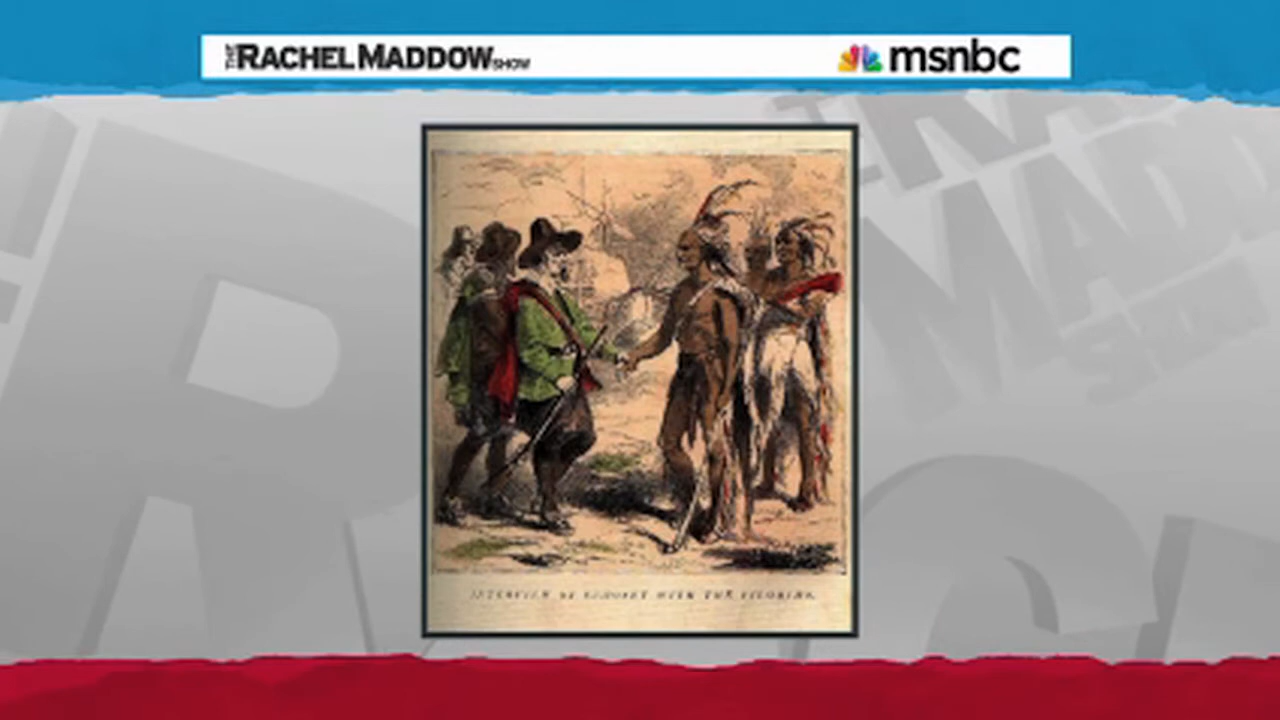 THE RACHEL MADDOW SHOW
msnbc
INTERVIEW OF SAMOSET WITH THE PILGRIMS.